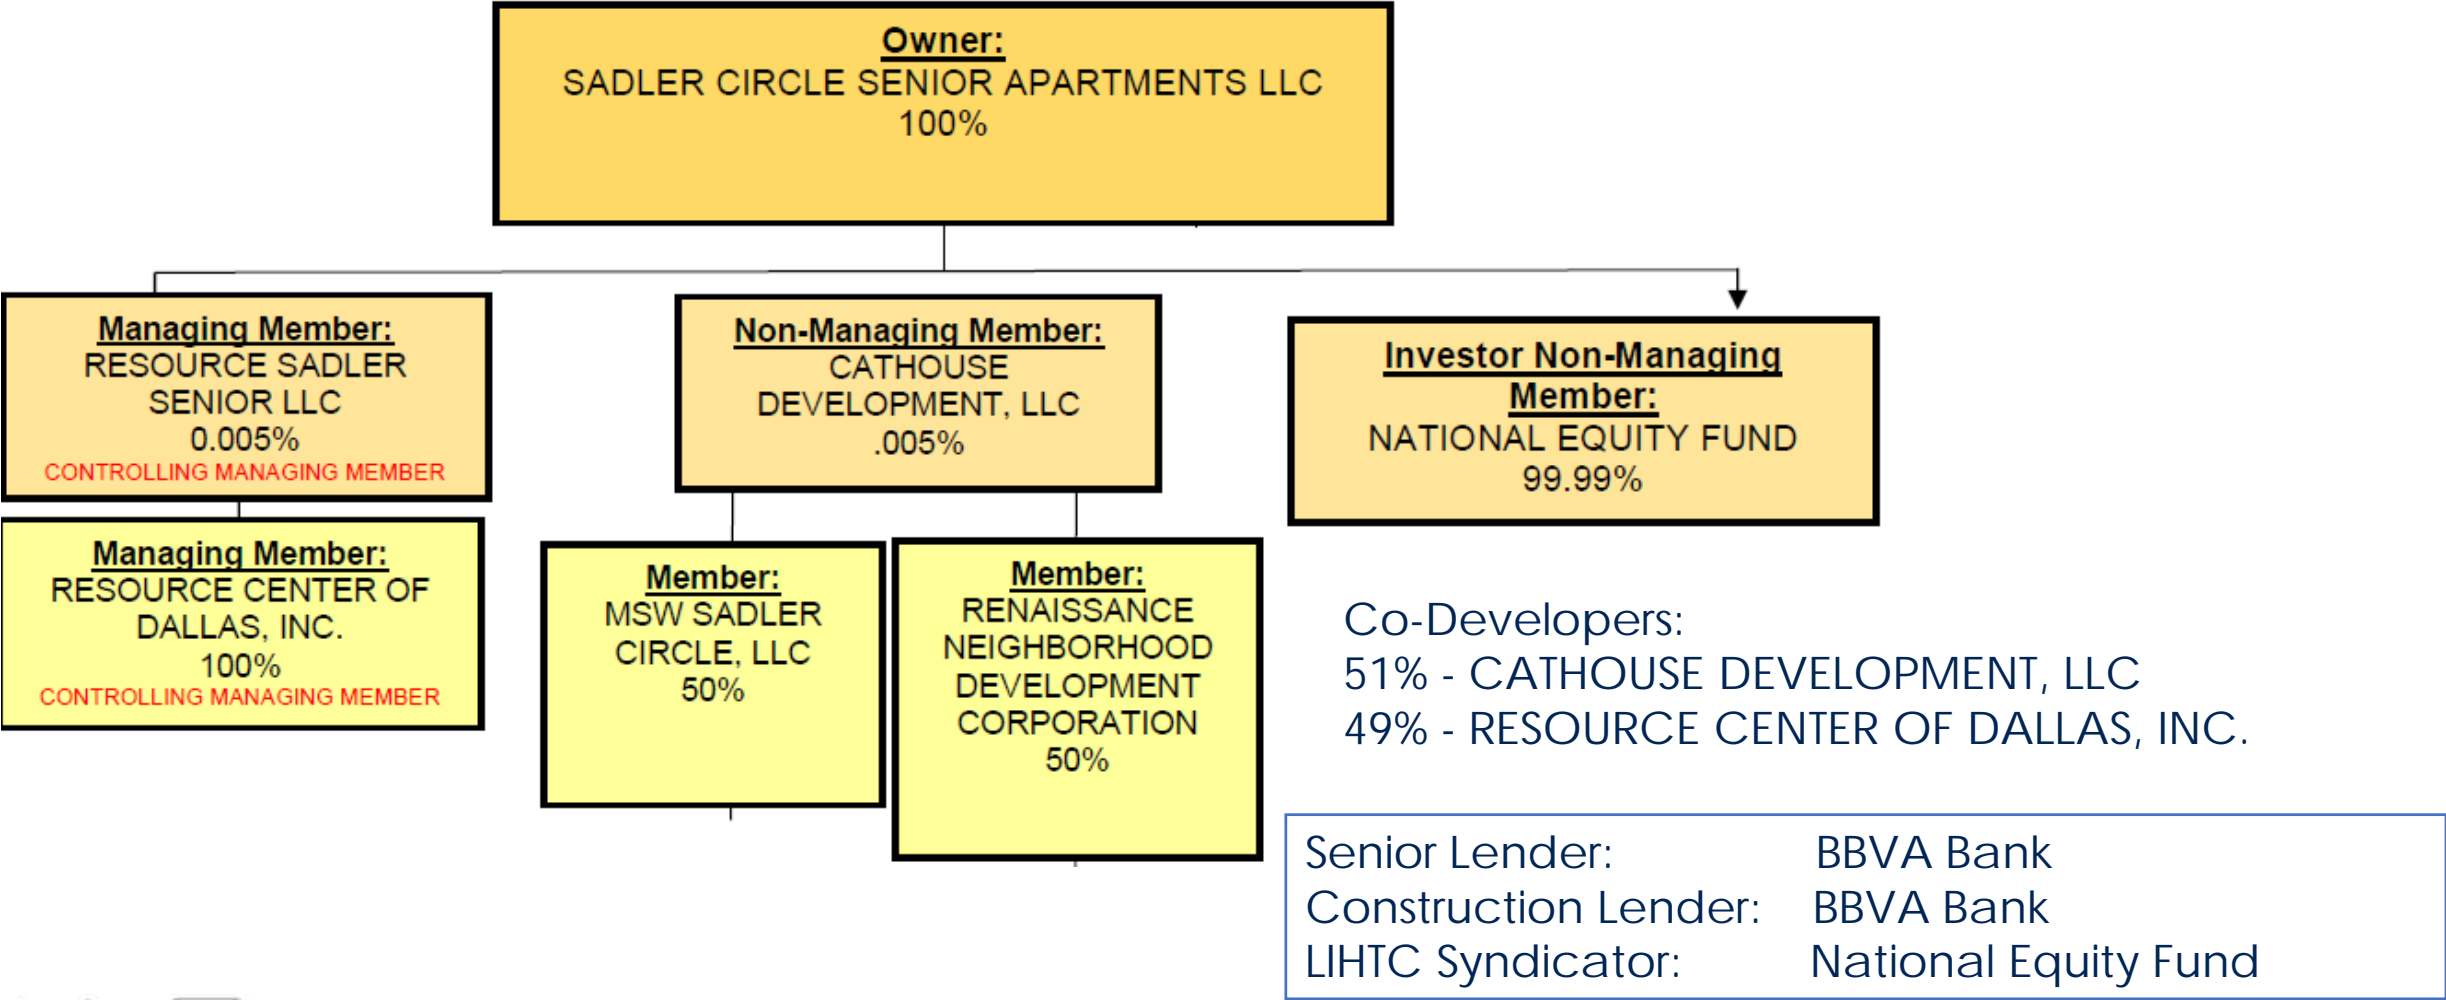 Owner:
SADLER CIRCLE SENIOR APARTMENTS LLC
100%
Managing Member:
RESOURCE SADLER
SENIOR LLC
0.005%
CONTROLLING MANAGING MEMBER
Managing Member:
RESOURCE CENTER OF
DALLAS, INC.
100%
CONTROLLING MANAGING MEMBER
Non-Managing Member:
CATHOUSE
DEVELOPMENT, LLC
.005%
Member:
MSW SADLER
CIRCLE, LLC
50%
Member:
RENAISSANCE
NEIGHBORHOOD
DEVELOPMENT
CORPORATION
50%
Investor Non-Managing
Member:
NATIONAL EQUITY FUND
99.99%
Co-Developers:
51% - CATHOUSE DEVELOPMENT, LLC
49% - RESOURCE CENTER OF DALLAS, INC.
Senior Lender: BBVA Bank
Construction Lender: BBVA Bank
LIHTC Syndicator: National Equity Fund